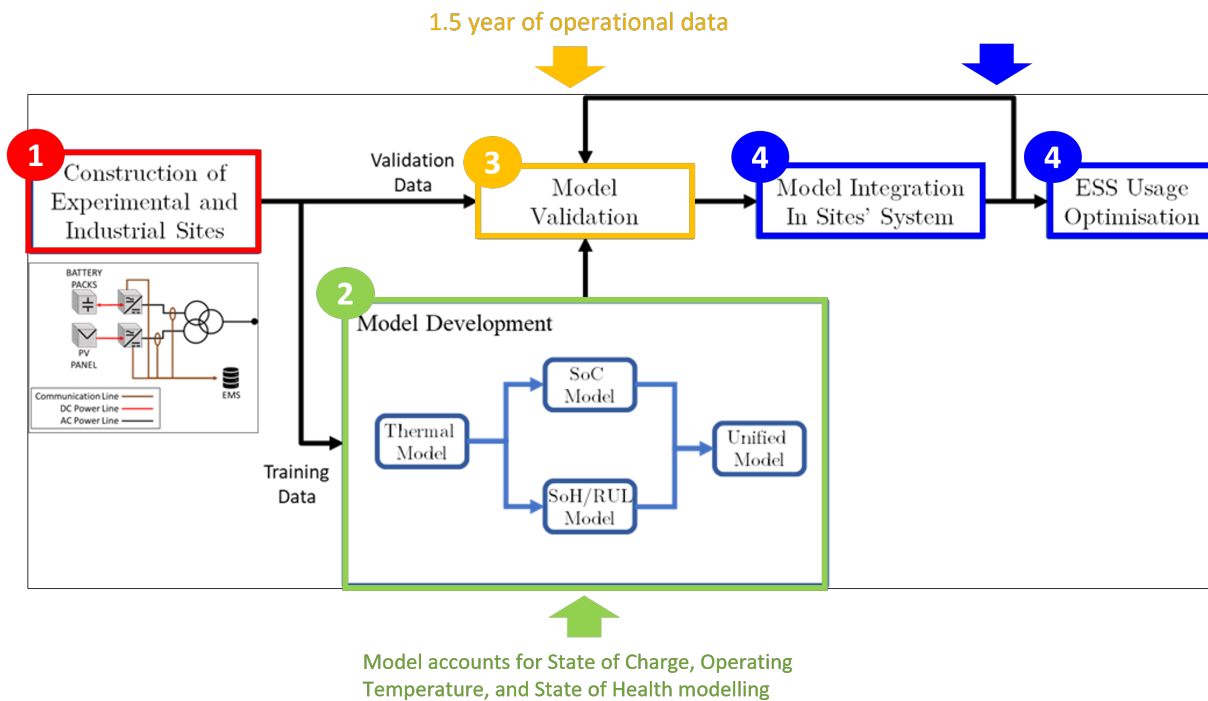 1.5 year of operational data
1
Construction of
Experimental and
Industrial Sites
Validation
Data
3
Model
Validation
4
Model Integration
In Sites' System
4
ESS Usage
Optimisation
BATTERY
PACKS
PV
PANEL
EMS
Communication Line
DC Power Line
AC Power Line
Training
Data
2
Model Development
Thermal
Model
SoC
Model
SoH/RUL
Model
Unified
Model
Model accounts for State of Charge, Operating
Temperature, and State of Health modelling